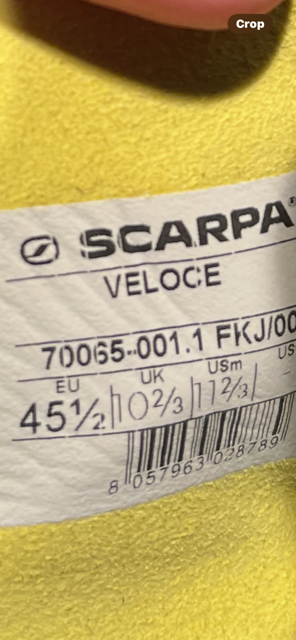 Crop
SCARPA®
VELOCE
70065-001.1 FKJ/00
EU UK USm US
45½ 10⅔ 11⅔ -
8 057963 028789